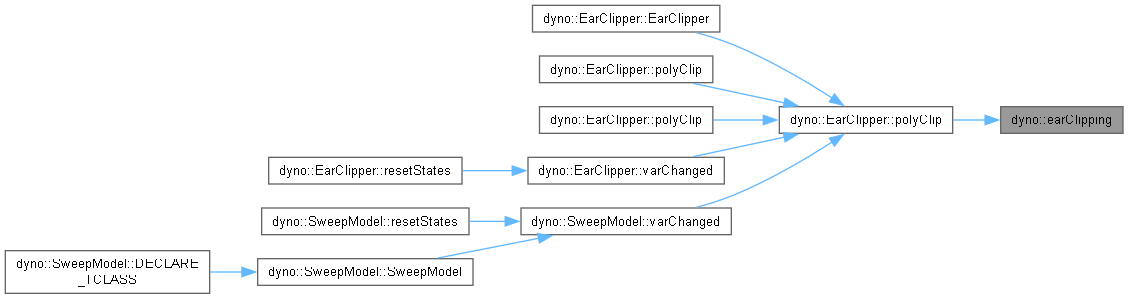 dyno::EarClipper::EarClipper
dyno::EarClipper::polyClip
dyno::EarClipper::polyClip
dyno::EarClipper::polyClip
dyno::earClipping
dyno::EarClipper::resetStates
dyno::EarClipper::varChanged
dyno::SweepModel::resetStates
dyno::SweepModel::varChanged
dyno::SweepModel::DECLARE
_TCLASS
dyno::SweepModel::SweepModel